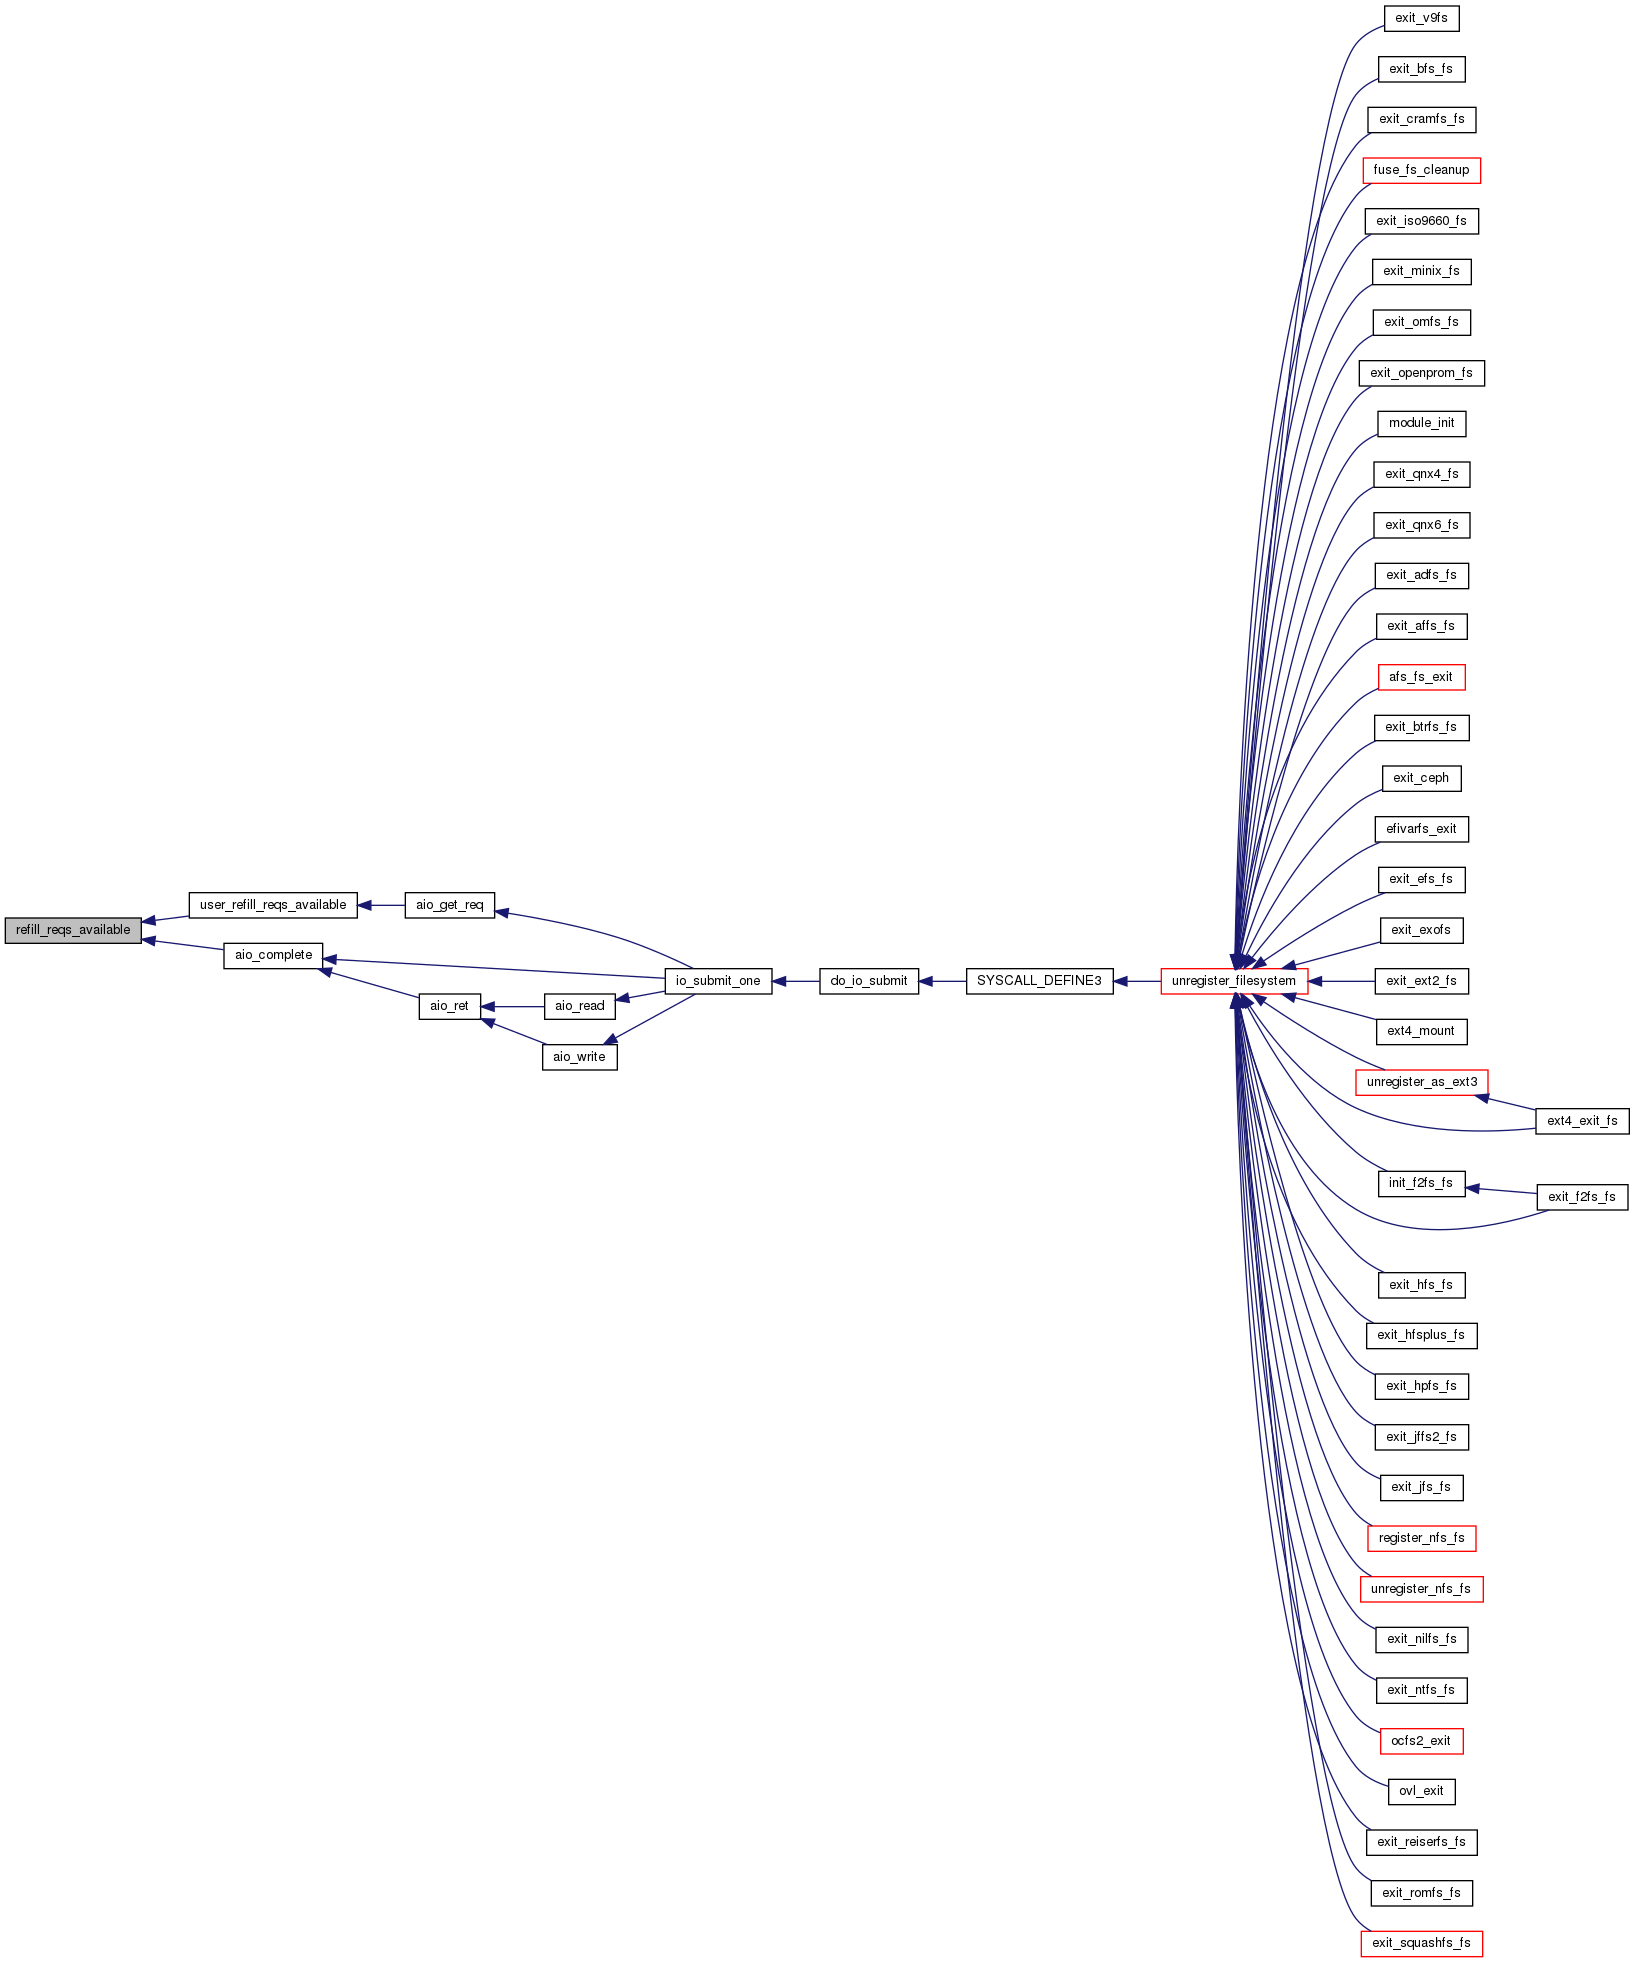 refill_reqs_available
user_refill_reqs_available
aio_get_req
aio_complete
aio_ret
aio_read
aio_write
io_submit_one
do_io_submit
SYSCALL_DEFINE3
unregister_filesystem
exit_v9fs
exit_bfs_fs
exit_cramfs_fs
fuse_fs_cleanup
exit_iso9660_fs
exit_minix_fs
exit_omfs_fs
exit_openprom_fs
module_init
exit_qnx4_fs
exit_qnx6_fs
exit_adfs_fs
exit_affs_fs
afs_fs_exit
exit_btrfs_fs
exit_ceph
efivarfs_exit
exit_efs_fs
exit_exofs
exit_ext2_fs
ext4_mount
unregister_as_ext3
ext4_exit_fs
init_f2fs_fs
exit_f2fs_fs
exit_hfs_fs
exit_hfsplus_fs
exit_hpfs_fs
exit_jffs2_fs
exit_jfs_fs
register_nfs_fs
unregister_nfs_fs
exit_nilfs_fs
exit_ntfs_fs
ocfs2_exit
ovl_exit
exit_reiserfs_fs
exit_romfs_fs
exit_squashfs_fs